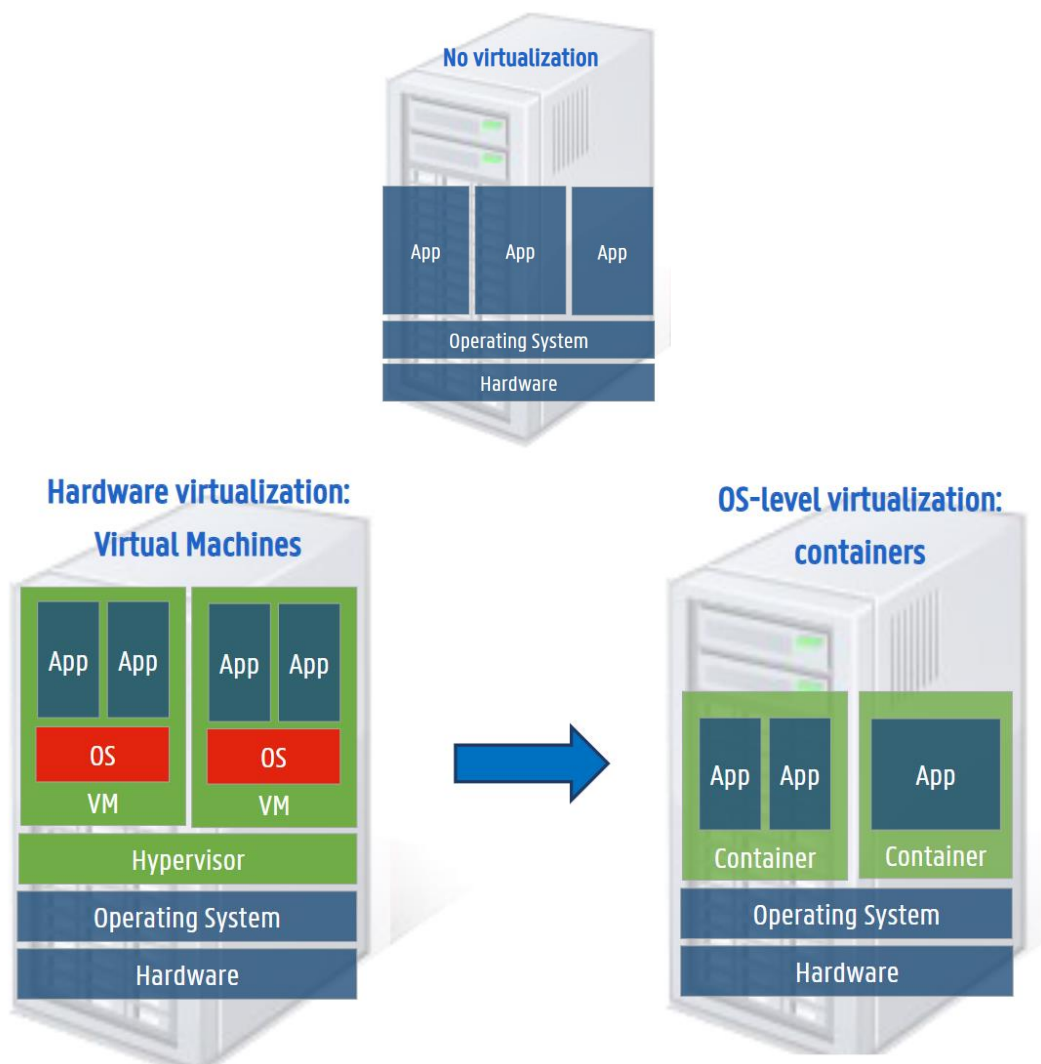 No virtualization
App App App
Operating System
Hardware
Hardware virtualization:
Virtual Machines
App App App App
OS OS
VM VM
Hypervisor
Operating System
Hardware
OS-level virtualization:
containers
App App App
Container Container
Operating System
Hardware